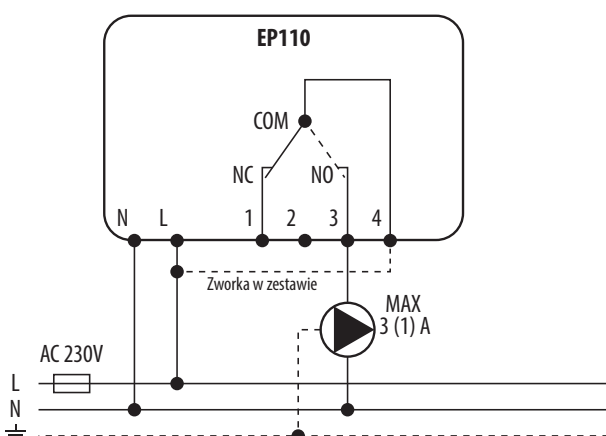 EP110
COM
NC NO
N L 1 2 3 4
Zworka w zestawie
MAX
3 (1) A
AC 230V
L
N